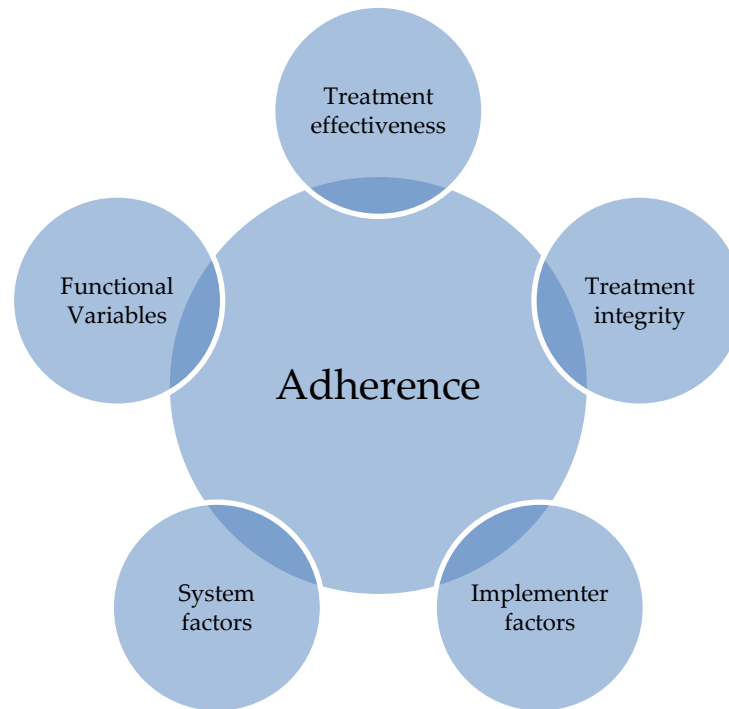 Treatment
effectiveness
Functional
Variables
Treatment
integrity
Adherence
System
factors
Implementer
factors